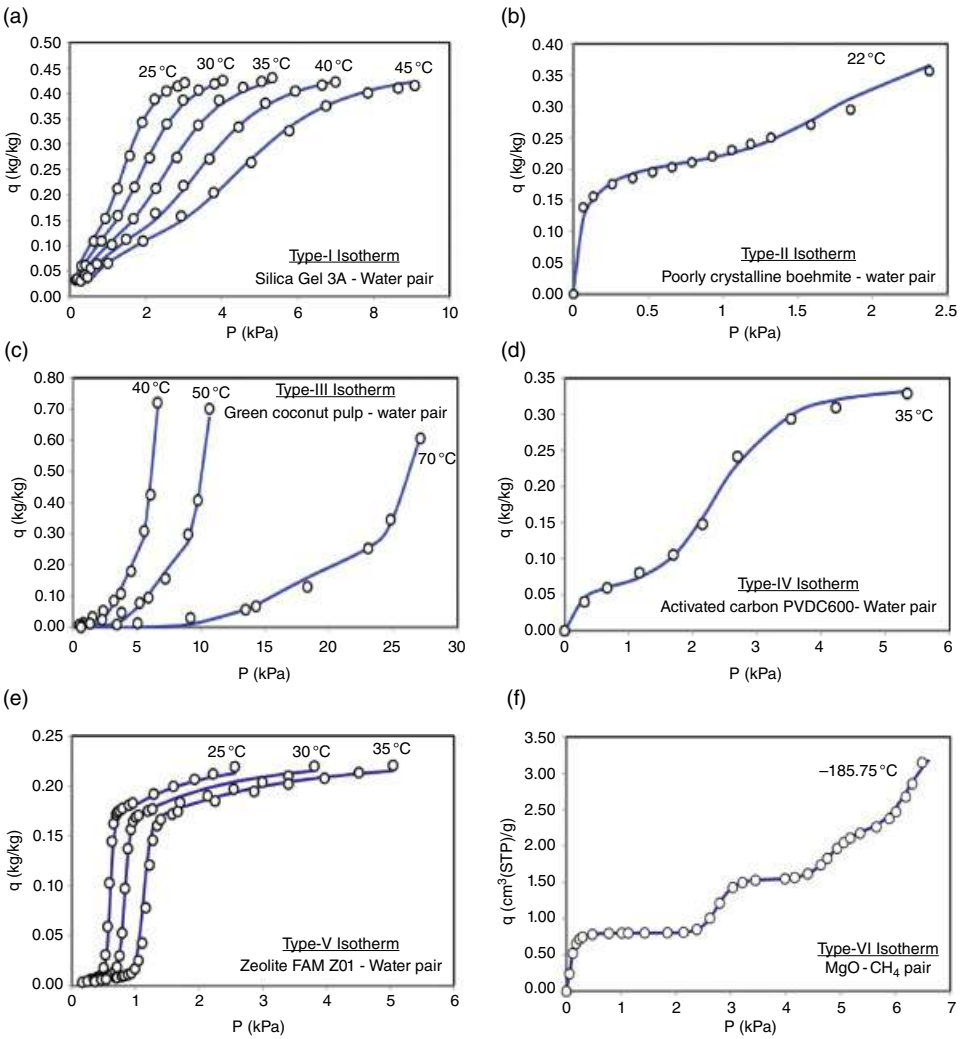 (a)
0.50
0.45
0.40
0.35
0.30
0.25
0.20
0.15
0.10
0.05
0.00
q (kg/kg)
25 °C
30 °C
35 °C
40 °C
45 °C
Type-I Isotherm
Silica Gel 3A - Water pair
0 2 4 6 8 10
P (kPa)
(b)
0.40
0.35
0.30
0.25
0.20
0.15
0.10
0.05
0.00
q (kg/kg)
22 °C
Type-II Isotherm
Poorly crystalline boehmite - water pair
0 0.5 1 1.5 2 2.5
P (kPa)
(c)
0.80
0.70
0.60
0.50
0.40
0.30
0.20
0.10
0.00
q (kg/kg)
40 °C
50 °C
70 °C
Type-III Isotherm
Green coconut pulp - water pair
0 5 10 15 20 25 30
P (kPa)
(d)
0.35
0.30
0.25
0.20
0.15
0.10
0.05
0.00
q (kg/kg)
35 °C
Type-IV Isotherm
Activated carbon PVDC600- Water pair
0 1 2 3 4 5 6
P (kPa)
(e)
0.25
0.20
0.15
0.10
0.05
0.00
q (kg/kg)
25 °C
30 °C
35 °C
Type-V Isotherm
Zeolite FAM Z01 - Water pair
0 1 2 3 4 5 6
P (kPa)
(f)
3.50
3.00
2.50
2.00
1.50
1.00
0.50
0.00
q (cm³(STP)/g)
–185.75 °C
Type-VI Isotherm
MgO - CH₄ pair
0 1 2 3 4 5 6 7
P (kPa)